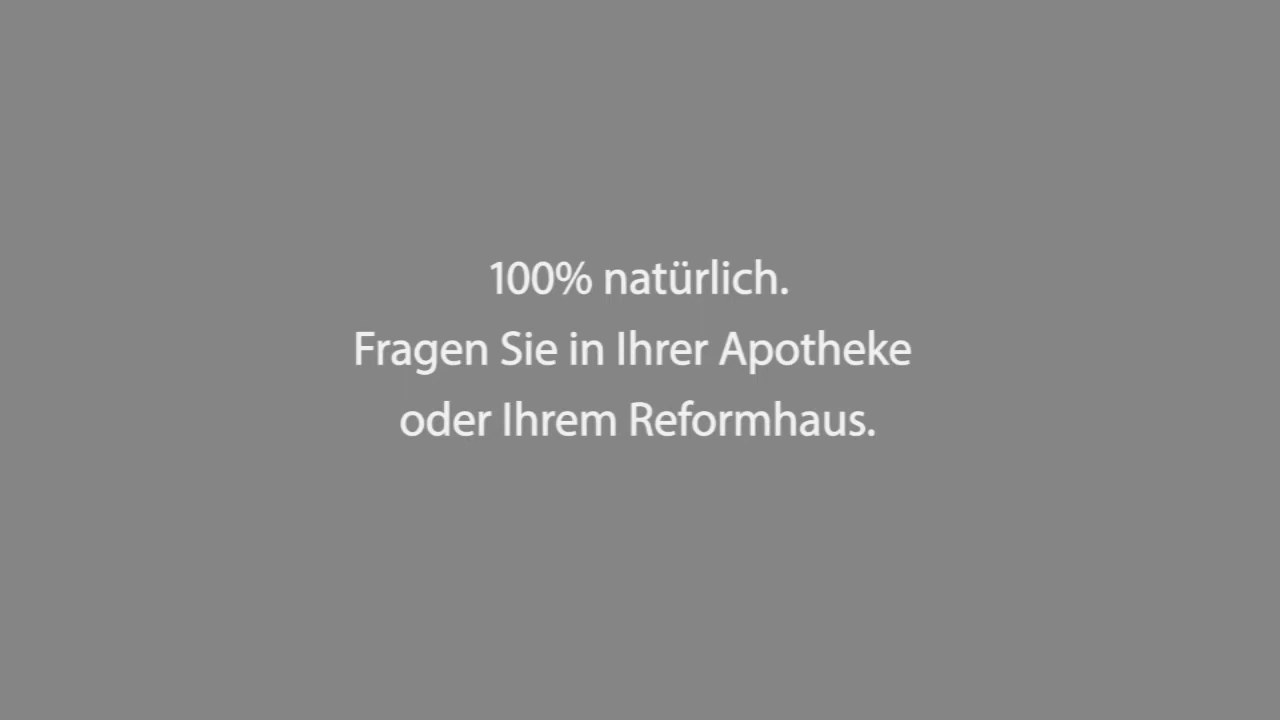 100% natürlich.
Fragen Sie in Ihrer Apotheke
oder Ihrem Reformhaus.